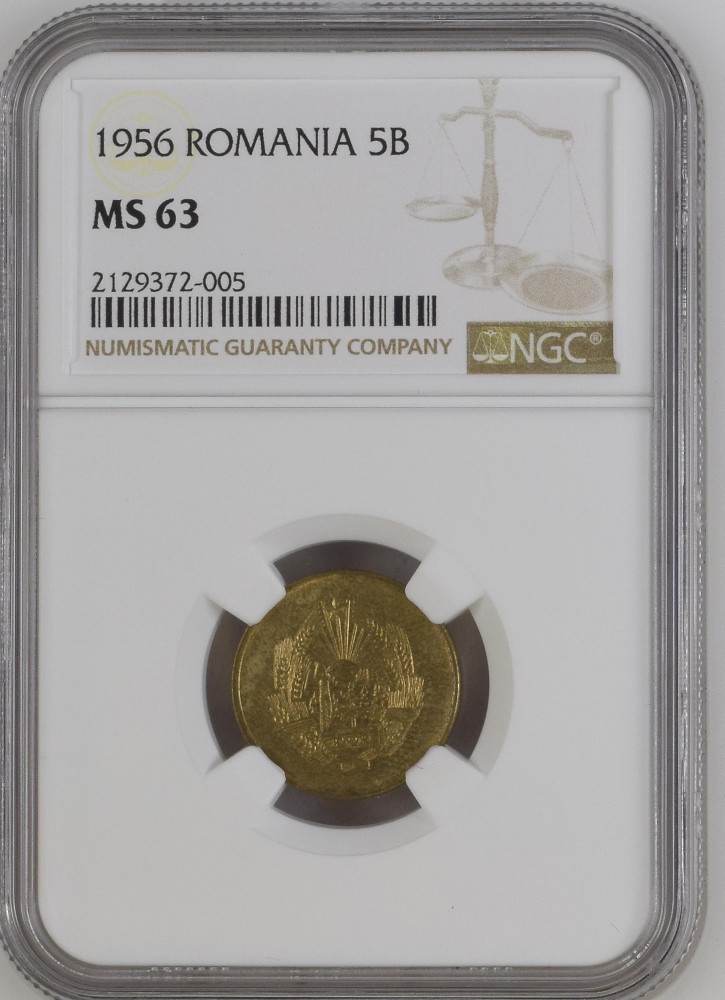 1956 ROMANIA 5B
MS 63
2129372-005
NUMISMATIC GUARANTY COMPANY
NGC®